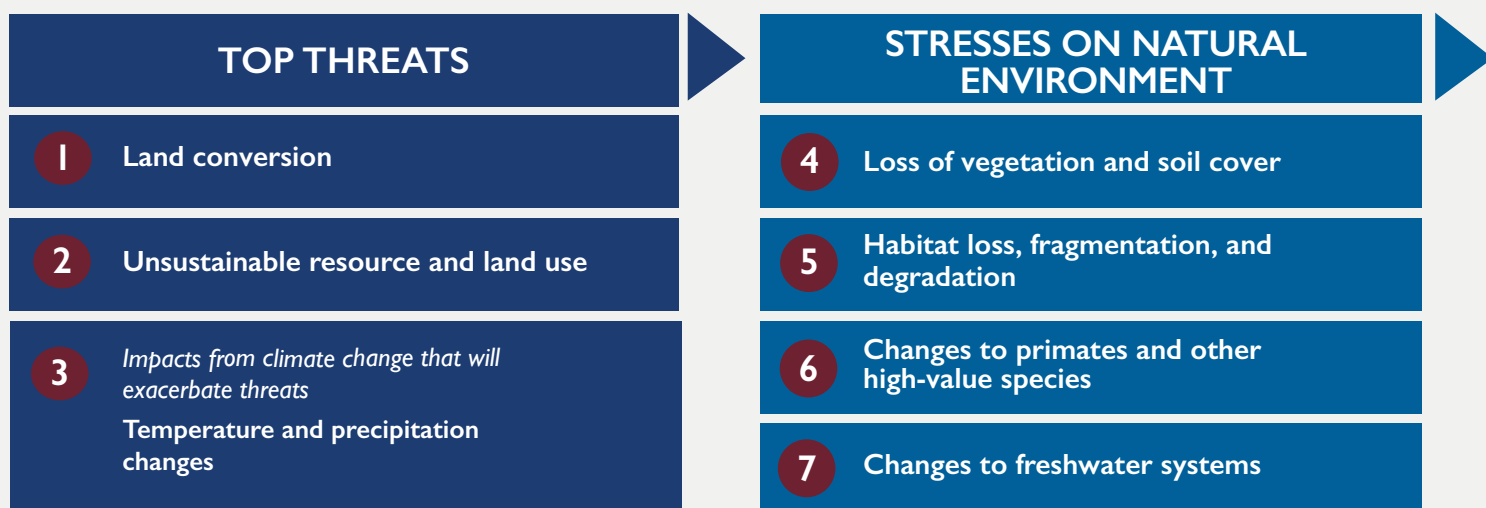 TOP THREATS
1 Land conversion
2 Unsustainable resource and land use
3 Impacts from climate change that will
exacerbate threats
Temperature and precipitation
changes
STRESSES ON NATURAL
ENVIRONMENT
4 Loss of vegetation and soil cover
5 Habitat loss, fragmentation, and
degradation
6 Changes to primates and other
high-value species
7 Changes to freshwater systems